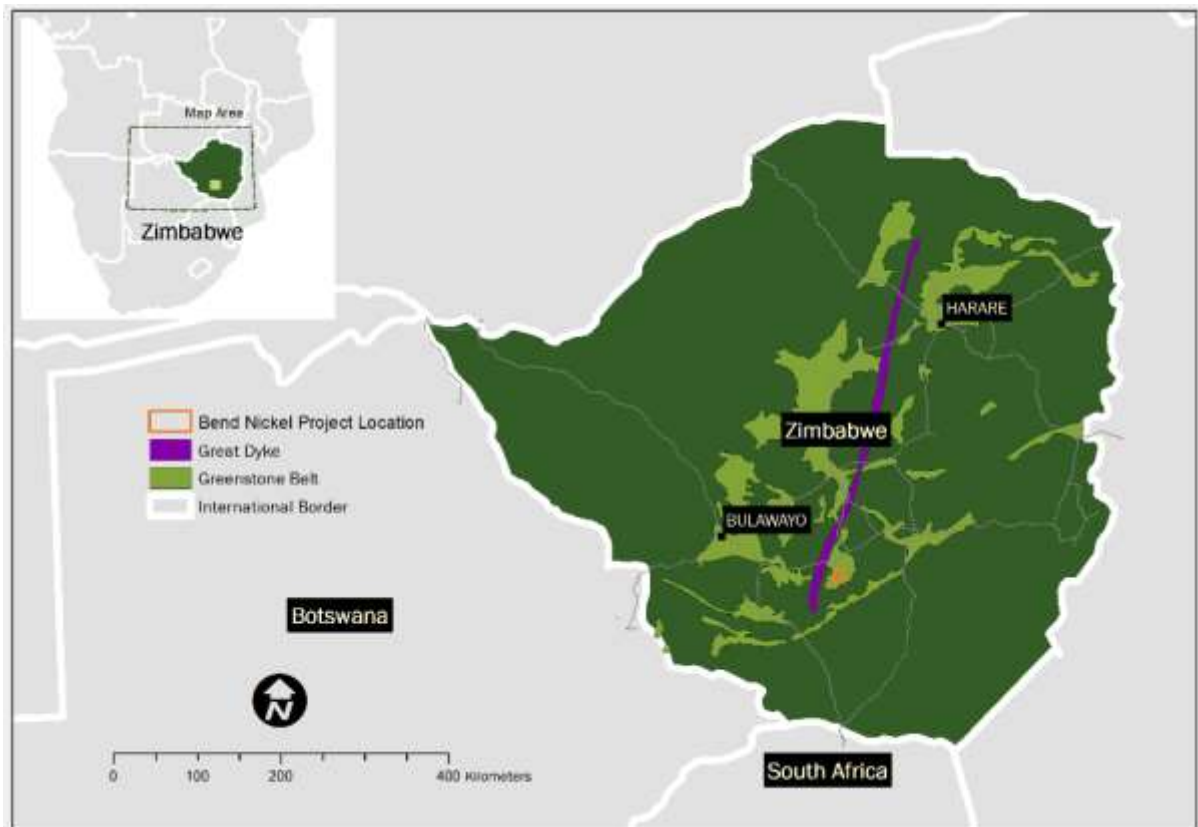 Map Area
Zimbabwe
HARARE
Zimbabwe
Bend Nickel Project Location
Great Dyke
Greenstone Belt
International Border
BULAWAYO
Botswana
N
0 100 200 400 Kilometers
South Africa